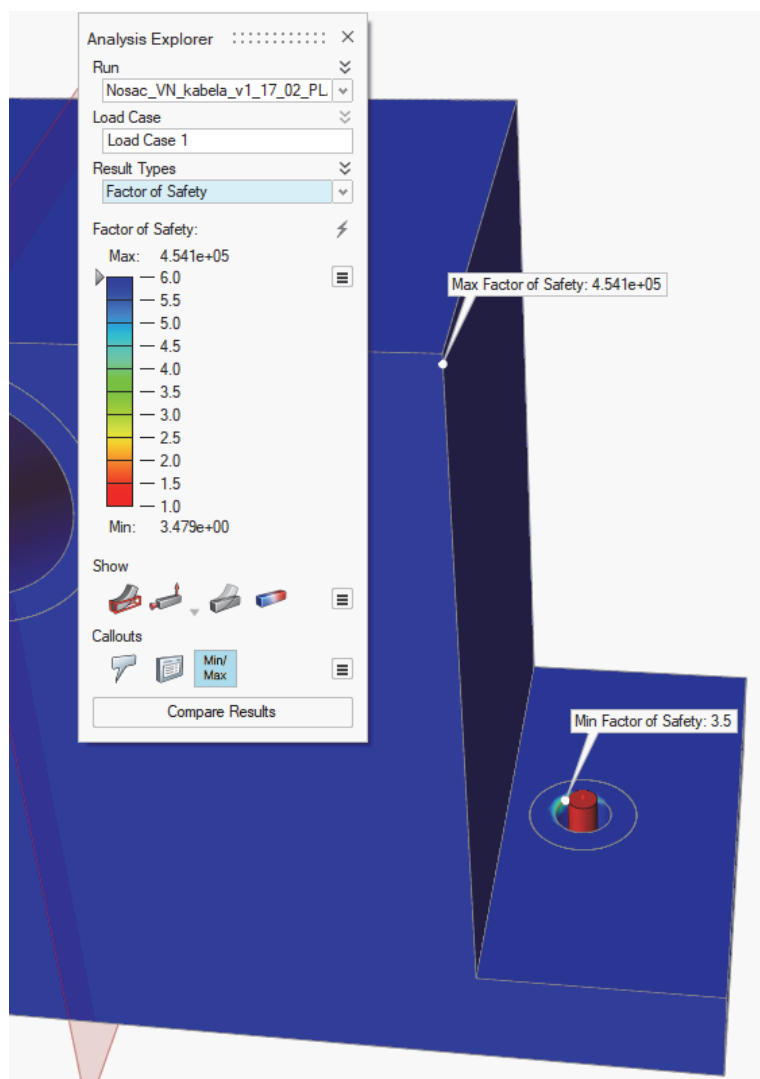 Analysis Explorer
Run
Nosac_VN_kabela_v1_17_02_PL.
Load Case
Load Case 1
Result Types
Factor of Safety
Factor of Safety:
Max: 4.541e+05
6.0
5.5
5.0
4.5
4.0
3.5
3.0
2.5
2.0
1.5
1.0
Min: 3.479e+00
Show
Callouts
Min/
Max
Compare Results
Max Factor of Safety: 4.541e+05
Min Factor of Safety: 3.5